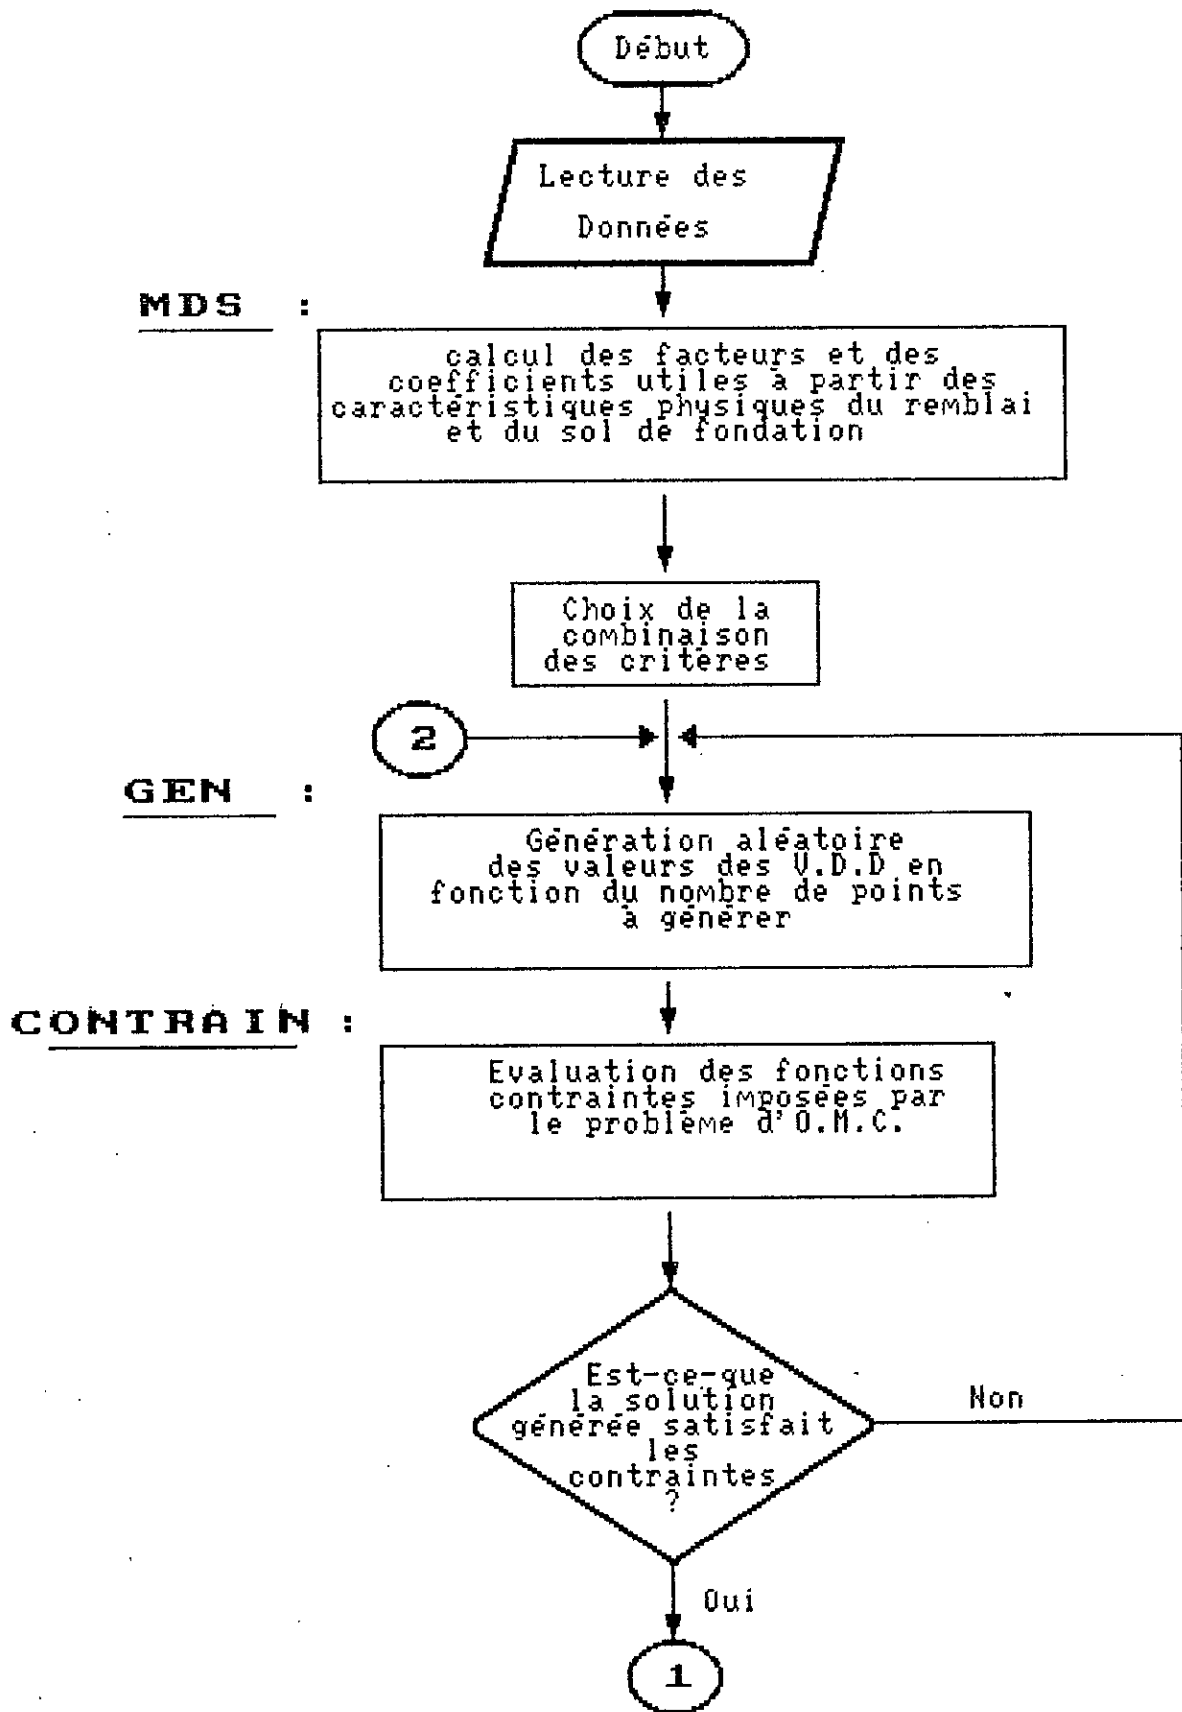 Début
Lecture des
Données
MDS :
calcul des facteurs et des
coefficients utiles à partir des
caractéristiques physiques du remblai
et du sol de fondation
Choix de la
combinaison
des critères
2
GEN :
Génération aléatoire
des valeurs des V.D.D en
fonction du nombre de points
à générer
CONTRAIN :
Evaluation des fonctions
contraintes imposées par
le problème d'O.M.C.
Est-ce-que
la solution
générée satisfait
les
contraintes
?
Non
Oui
1